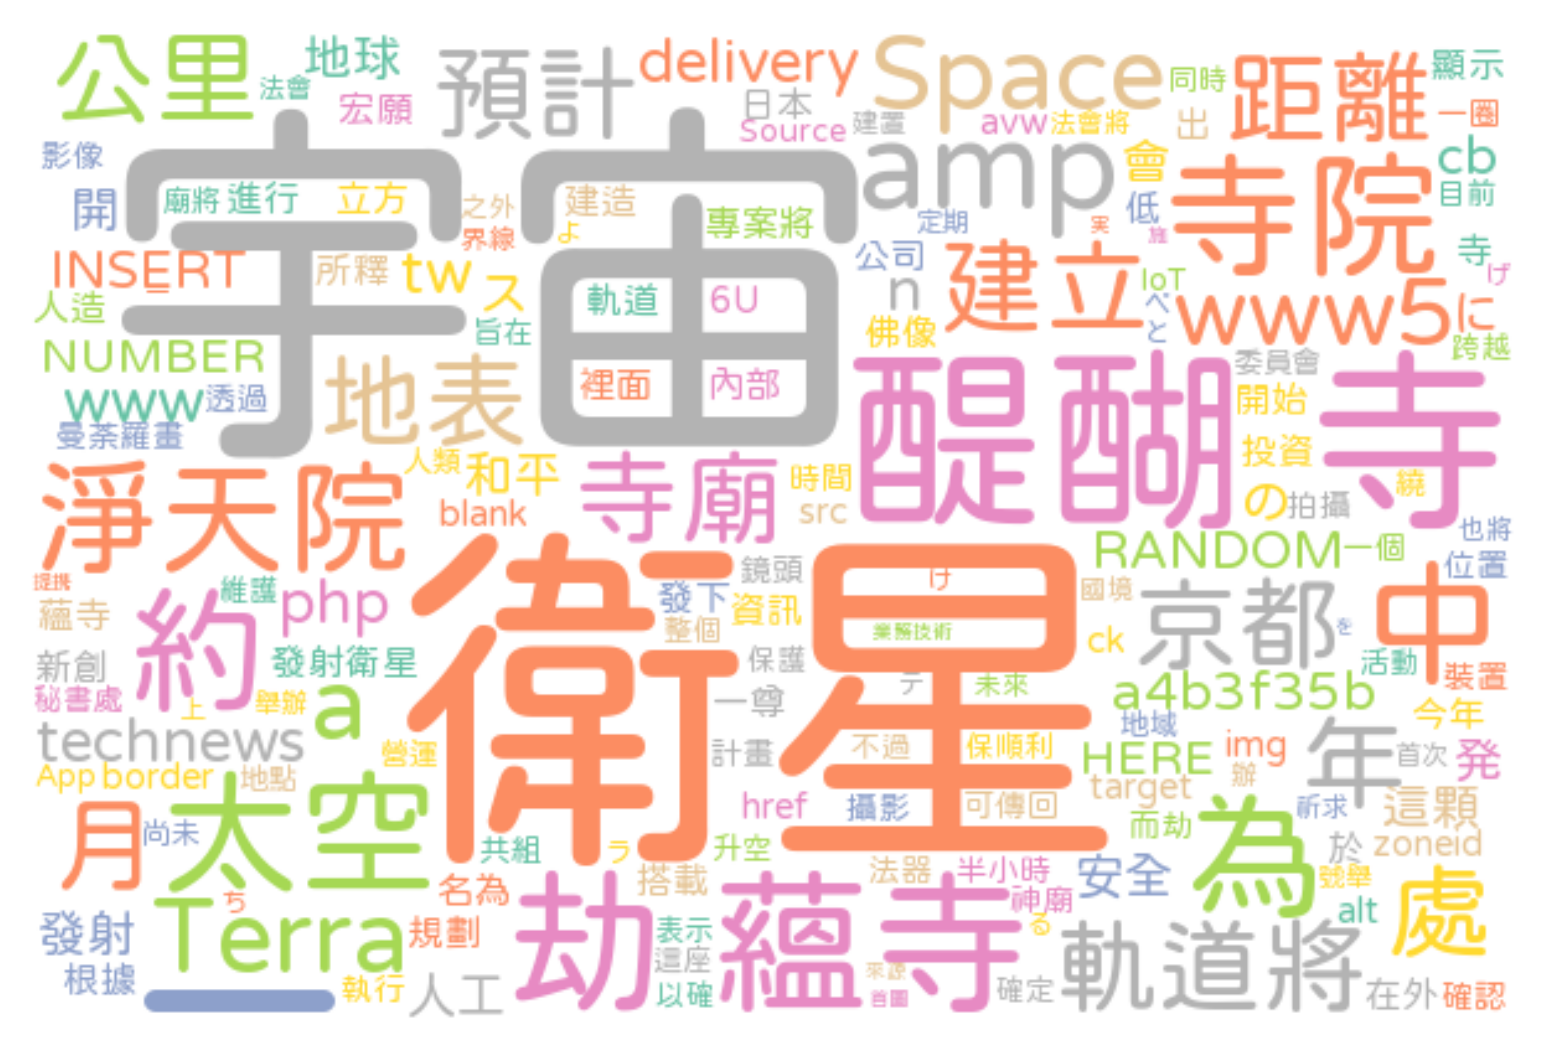 公里
法會
地球
宏願
預計
delivery
日本
Source
Space
建置
avw
法會將
同時
出
距離
顯示
一圈
cb
目前
影像
開
廟將
進行
立方
之外
界線
建造
よ
專案將
宇宙
amp
會
低
定期
実
施
寺院
寺
げ
INSERT
所釋
tw
ス
人造
旨在
軌道
6U
公司
n
佛像
建立
IoT
べ
と
www5
に
跨越
NUMBER
www
透過
曼荼羅畫
地表
裡面
內部
醍醐寺
委員會
開始
投資
の
拍攝
繞
也將
淨天院
人類
和平
blank
寺廟
時間
src
RANDOM
一個
位置
提携
蘊寺
維護
約
php
新創
發射衛星
秘書處
上
舉辦
a
technews
營運
App
border
地點
衛星
鏡頭
發下
資訊
整個
保護
一尊
計畫
け
業務技術
テ
未來
不過
保順利
href
攝影
可傳回
國境
ck
京都
を
中
活動
裝置
a4b3f35b
地域
今年
HERE
img
年
首次
発
target
辦
祈求
這顆
而劫
為
於
zoneid
號舉
月
尚未
太空
共組
ラ
升空
搭載
法器
半小時
神廟
安全
alt
處
發射
Terra
ち
名為
規劃
根據
執行
人工
劫蘊寺
表示
這座
以確
る
來源
首圖
確定
軌道將
在外
確認